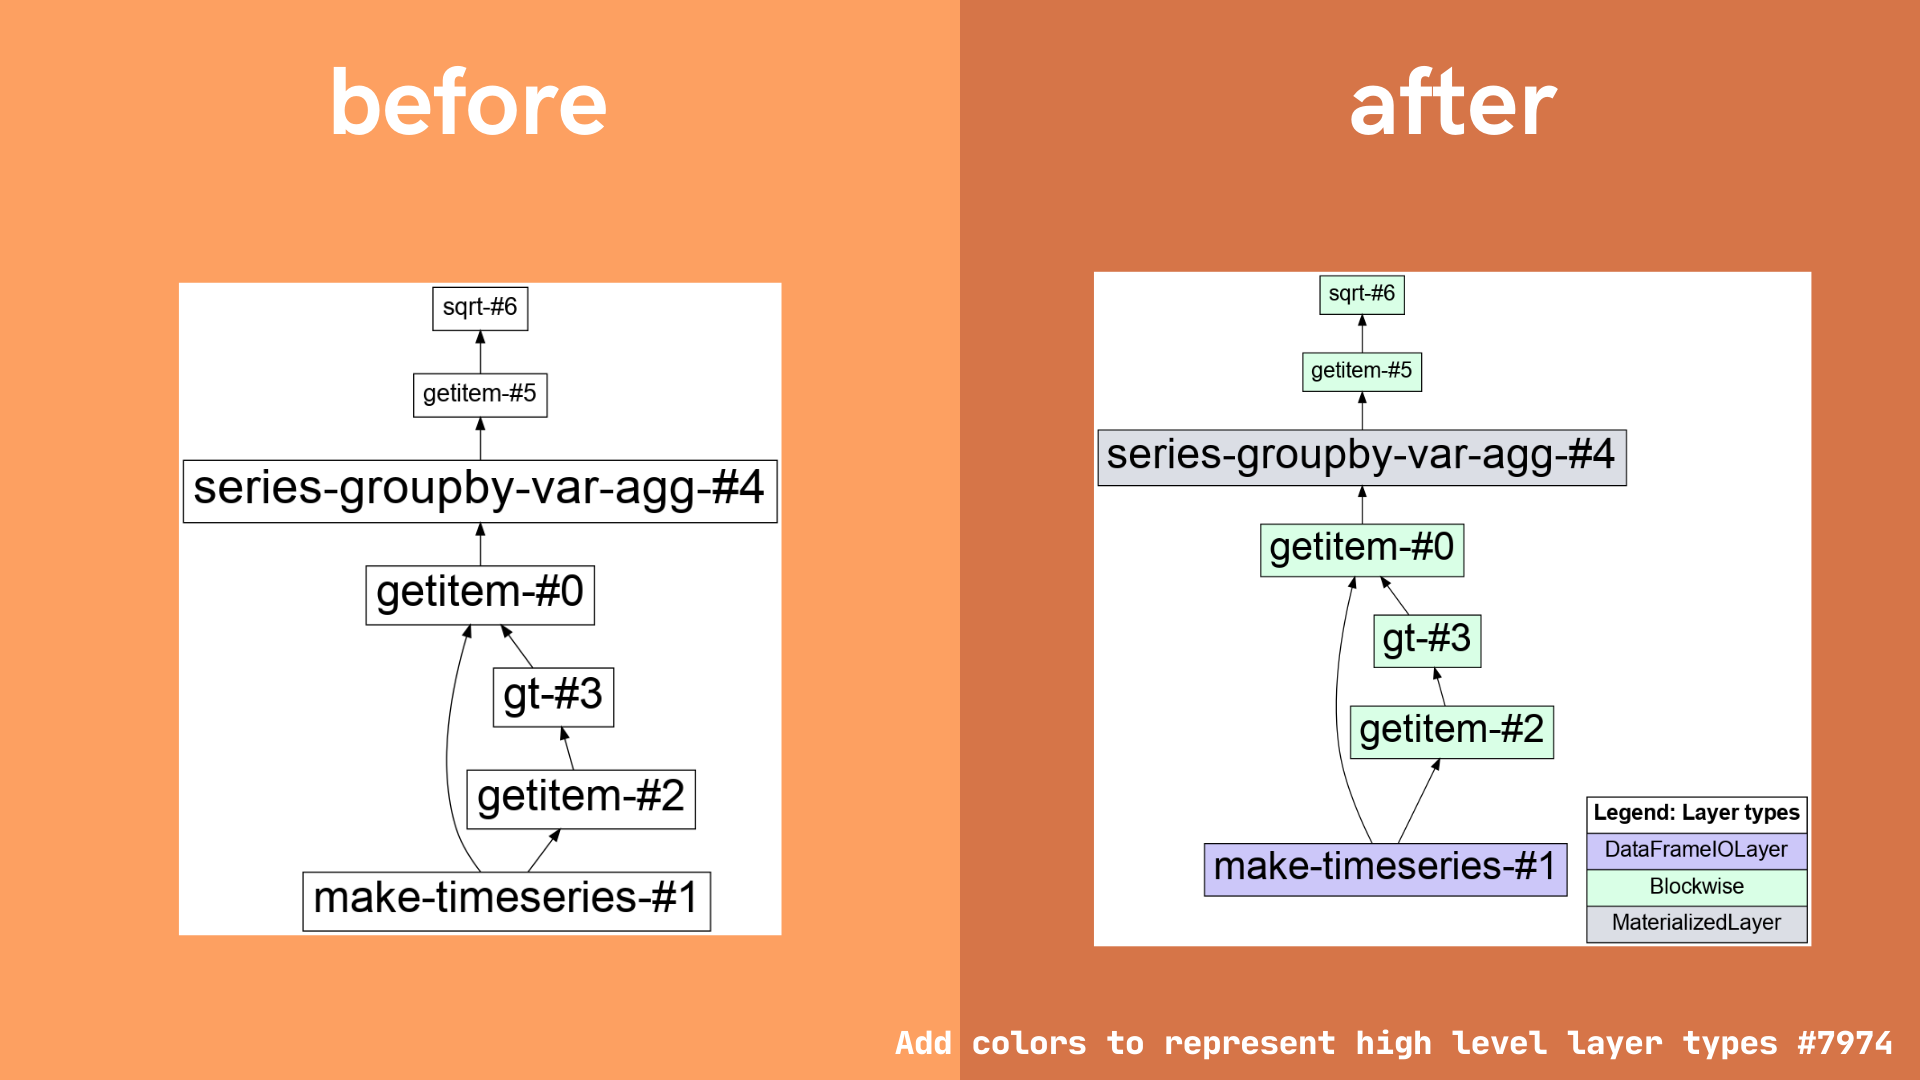 before
sqrt-#6
getitem-#5
series-groupby-var-agg-#4
getitem-#0
gt-#3
getitem-#2
make-timeseries-#1
after
sqrt-#6
getitem-#5
series-groupby-var-agg-#4
getitem-#0
gt-#3
getitem-#2
make-timeseries-#1
Legend: Layer types
DataFrameIOLayer
Blockwise
MaterializedLayer
Add colors to represent high level layer types #7974